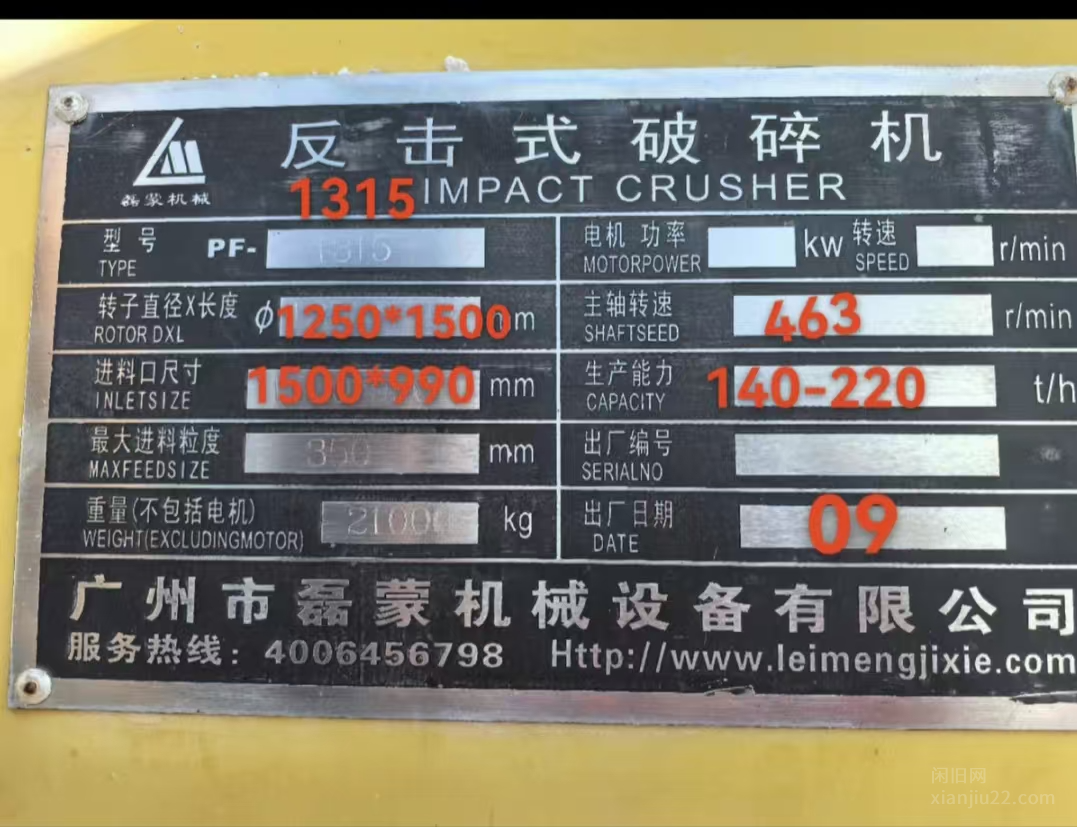 反击式破碎机
磊蒙机械
1315 IMPACT CRUSHER
型号 PF- 1315 电机功率 kw 转速 r/min
TYPE MOTORPOWER SPEED
转子直径X长度 ϕ 1250*1500 m 主轴转速 463 r/min
ROTOR DXL SHAFTSEED
进料口尺寸 1500*990 mm 生产能力 140-220 t/h
INLETSIZE CAPACITY
最大进料粒度 350 mm 出厂编号
MAXFEEDSIZE SERIALNO
重量(不包括电机) 21000 kg 出厂日期 09
WEIGHT(EXCLUDINGMOTOR) DATE
广州市磊蒙机械设备有限公司
服务热线: 4006456798 Http://www.leimengjixie.com
闲旧网
xianjiu22.com